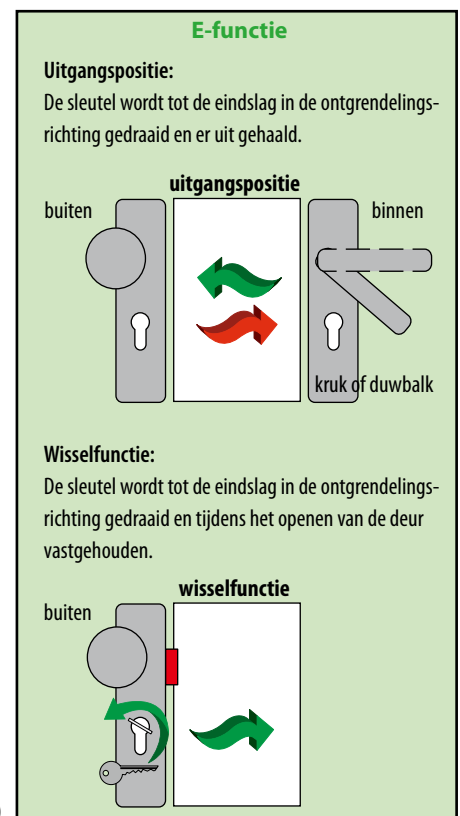 E-functie
Uitgangspositie:
De sleutel wordt tot de eindslag in de ontgrendelings-
richting gedraaid en er uit gehaald.
uitgangspositie
buiten
binnen
kruk of duwbalk
Wisselfunctie:
De sleutel wordt tot de eindslag in de ontgrendelings-
richting gedraaid en tijdens het openen van de deur
vastgehouden.
wisselfunctie
buiten